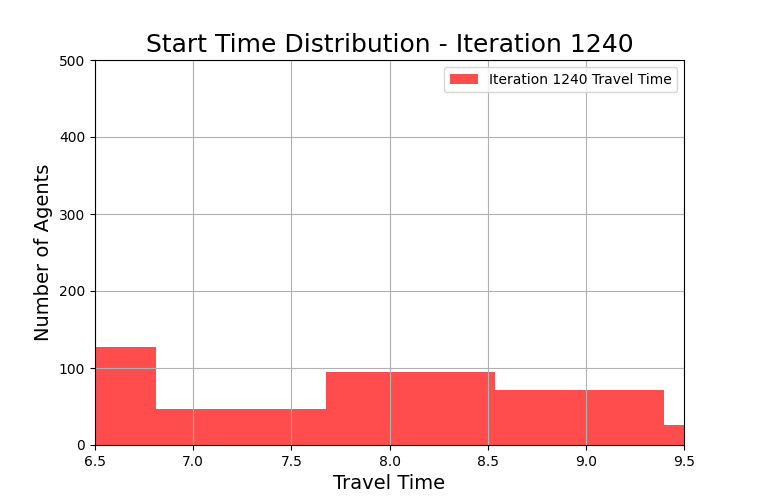 Start Time Distribution - Iteration 1240
Iteration 1240 Travel Time
Number of Agents
500
400
300
200
100
0
6.5 7.0 7.5 8.0 8.5 9.0 9.5
Travel Time